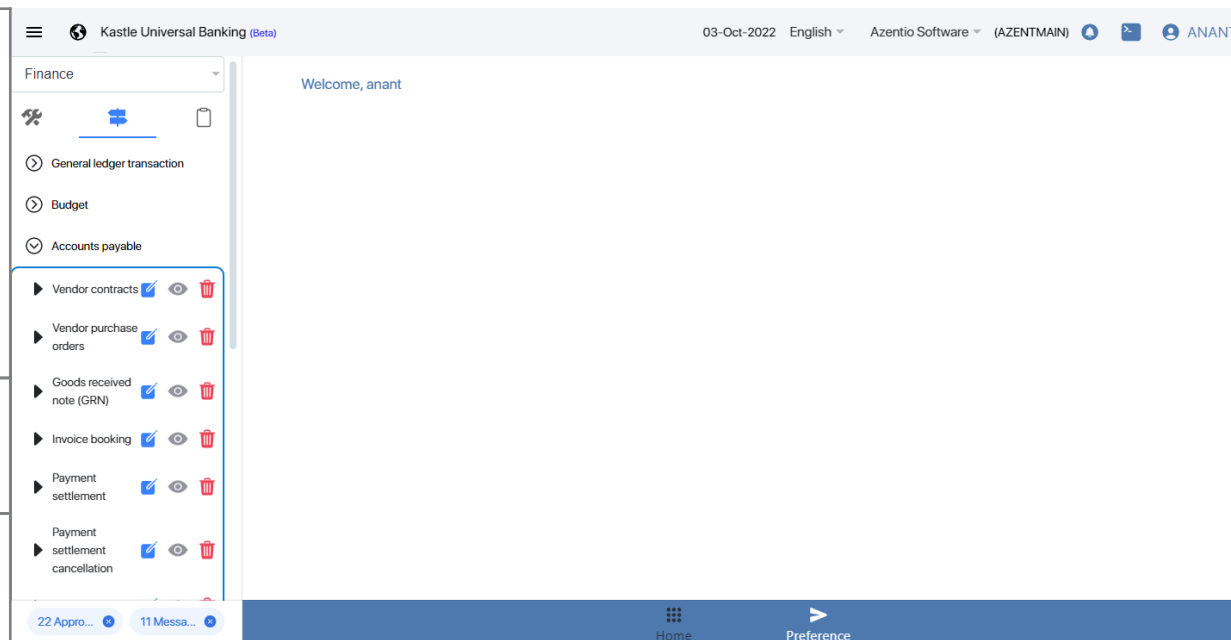 Kastle Universal Banking (Beta)
03-Oct-2022 English Azentio Software (AZENTMAIN) ANANT
Finance
Welcome, anant
General ledger transaction
Budget
Accounts payable
Vendor contracts
Vendor purchase
orders
Goods received
note (GRN)
Invoice booking
Payment
settlement
Payment
settlement
cancellation
22 Appro... 11 Messa...
Home Preference